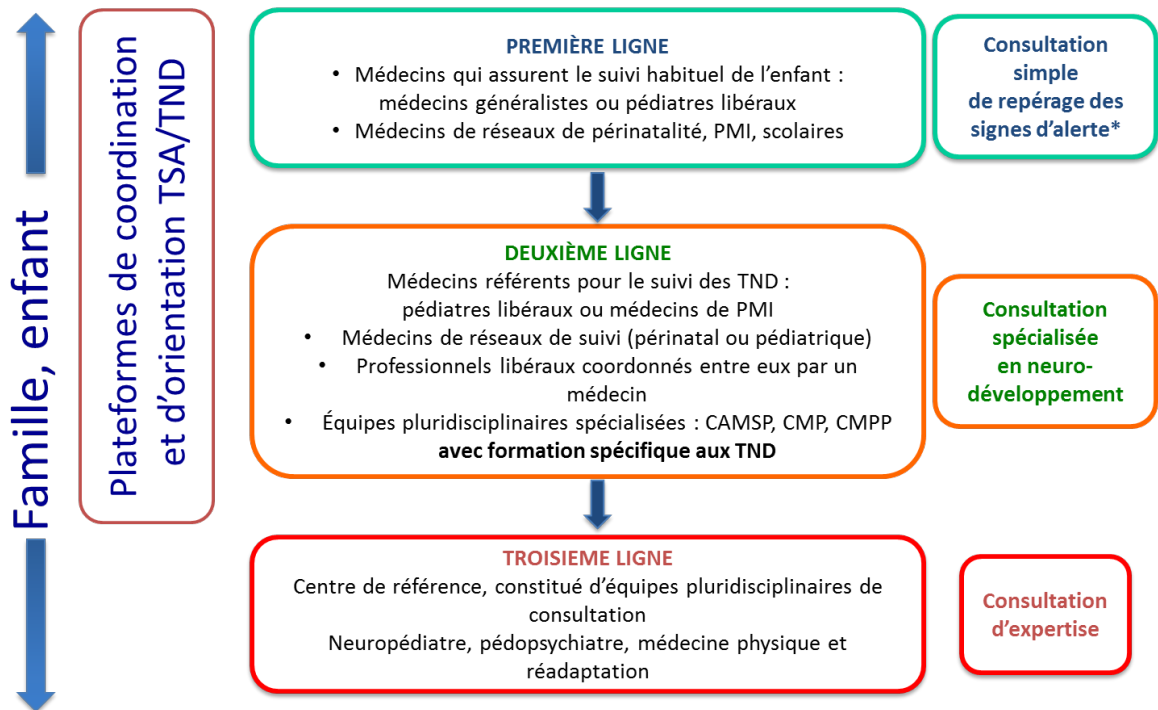 Famille, enfant
Plateformes de coordination
et d’orientation TSA/TND
PREMIÈRE LIGNE
• Médecins qui assurent le suivi habituel de l’enfant :
médecins généralistes ou pédiatres libéraux
• Médecins de réseaux de périnatalité, PMI, scolaires
Consultation
simple
de repérage des
signes d’alerte*
DEUXIÈME LIGNE
Médecins référents pour le suivi des TND :
pédiatres libéraux ou médecins de PMI
• Médecins de réseaux de suivi (périnatal ou pédiatrique)
• Professionnels libéraux coordonnés entre eux par un
médecin
• Équipes pluridisciplinaires spécialisées : CAMSP, CMP, CMPP
avec formation spécifique aux TND
Consultation
spécialisée
en neuro-
développement
TROISIEME LIGNE
Centre de référence, constitué d’équipes pluridisciplinaires de
consultation
Neuropédiatre, pédopsychiatre, médecine physique et
réadaptation
Consultation
d’expertise